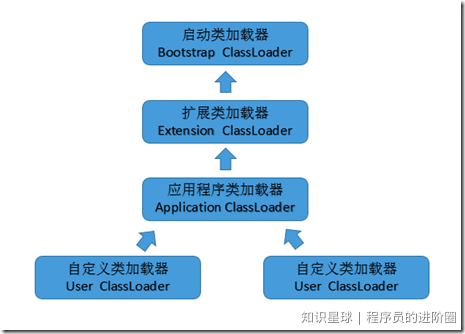 启动类加载器
Bootstrap ClassLoader
扩展类加载器
Extension ClassLoader
应用程序类加载器
Application ClassLoader
自定义类加载器
User ClassLoader
自定义类加载器
User ClassLoader
知识星球 | 程序员的进阶圈